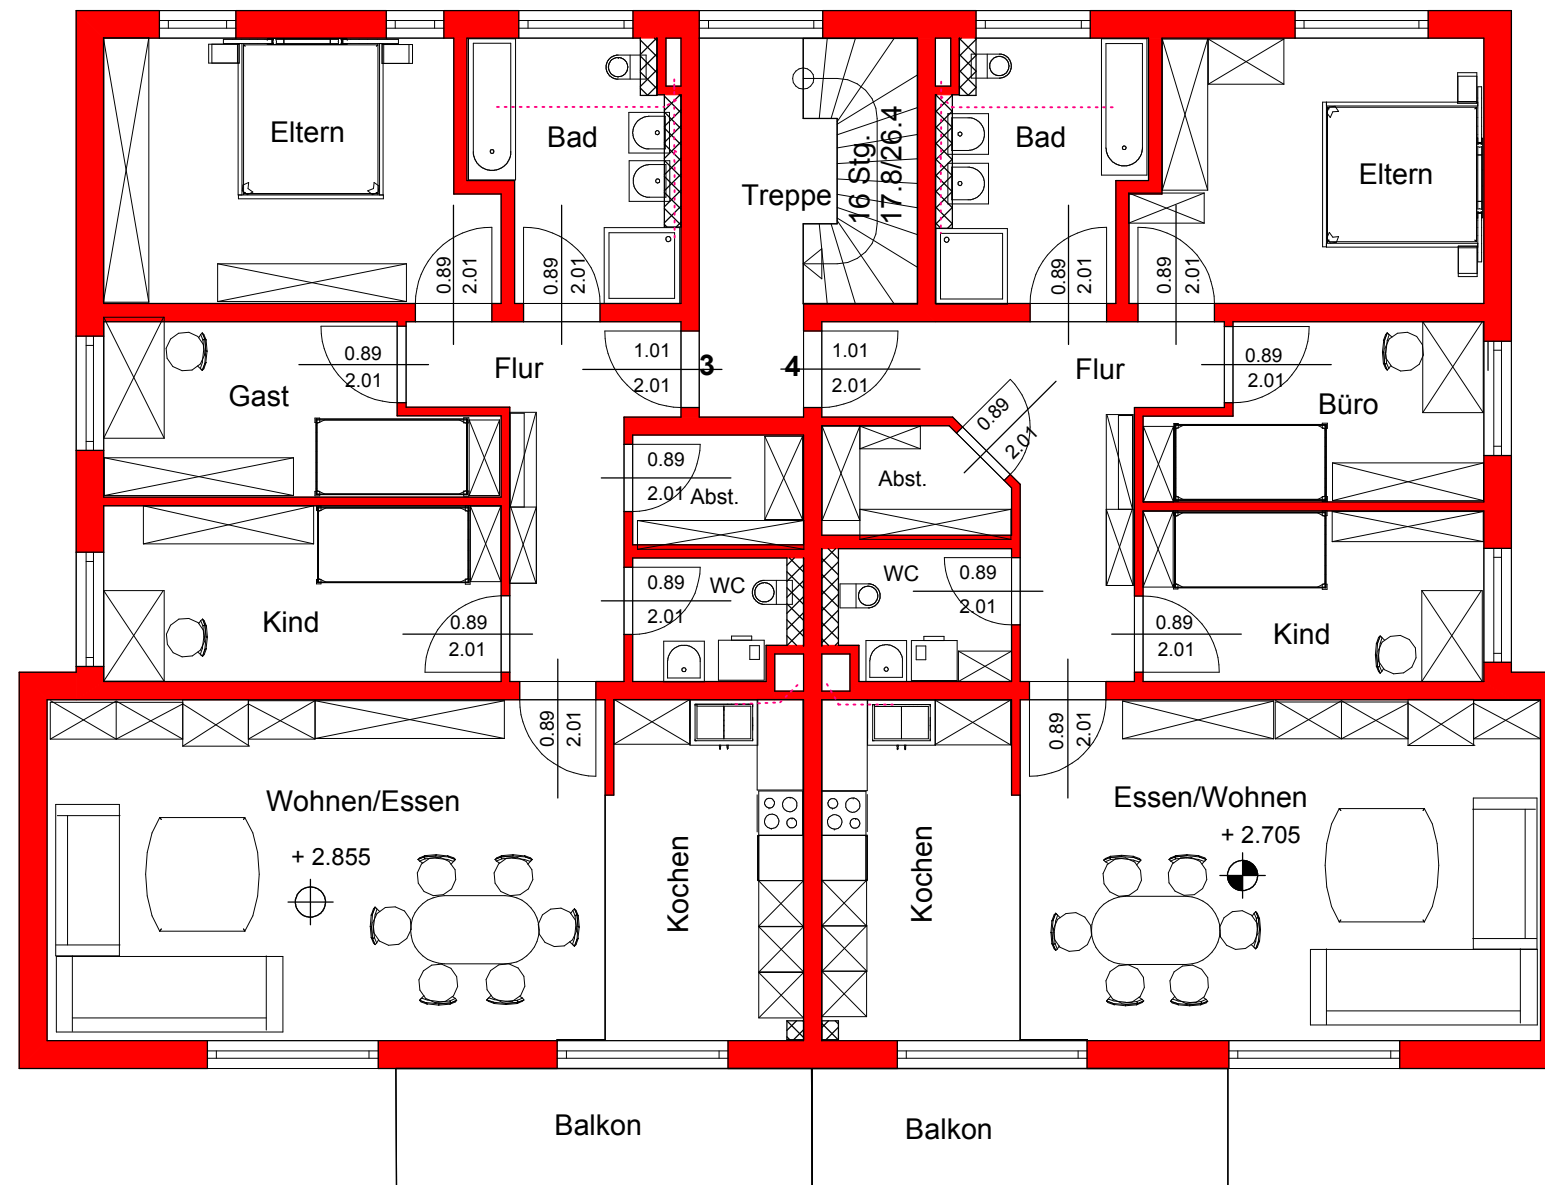 Eltern
Bad
Treppe
16 Stg.
17.8/26.4
Bad
Eltern
0.89
2.01
0.89
2.01
0.89
2.01
0.89
2.01
Gast
0.89
2.01
Flur
1.01
2.01
3
4
1.01
2.01
Flur
0.89
2.01
Büro
0.89
2.01
0.89
2.01
Abst.
Abst.
Kind
0.89
2.01
0.89
2.01
WC
WC
0.89
2.01
0.89
2.01
Kind
0.89
2.01
0.89
2.01
Wohnen/Essen
+ 2.855
Kochen
Kochen
Essen/Wohnen
+ 2.705
Balkon
Balkon